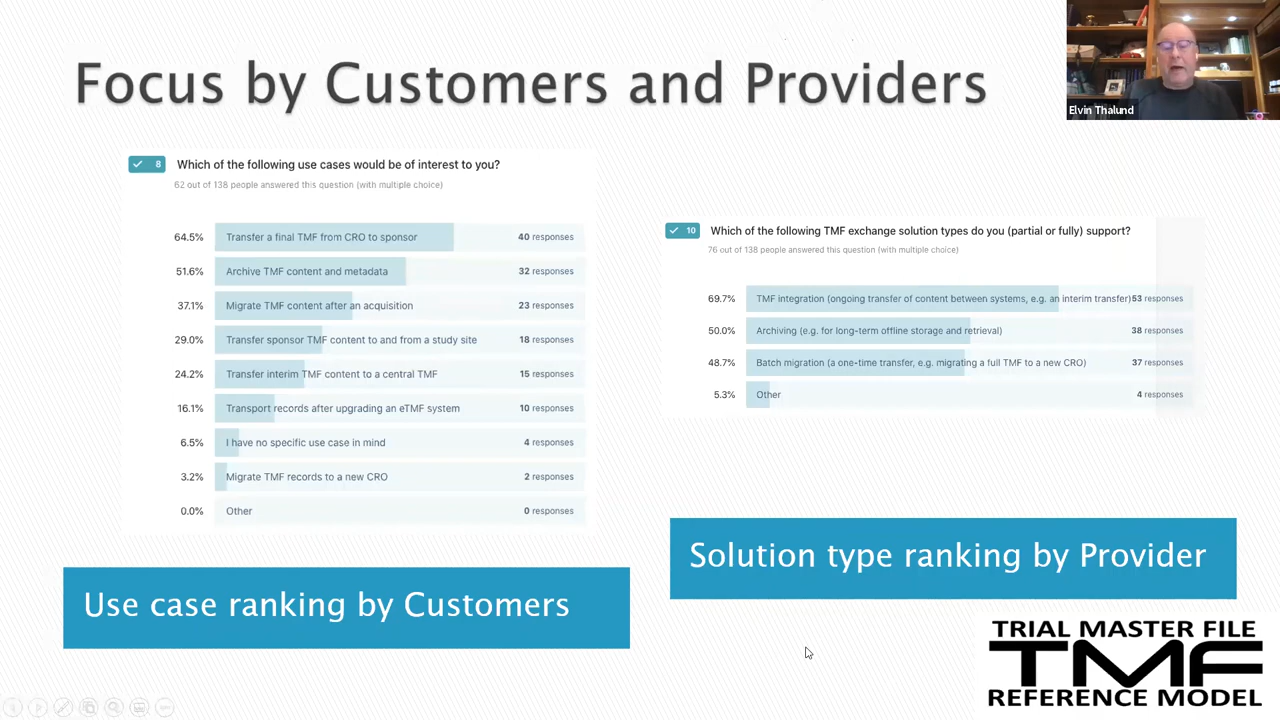 Focus by Customers and Providers
Elvin Thalund
8 Which of the following use cases would be of interest to you?
62 out of 138 people answered this question (with multiple choice)
64.5% Transfer a final TMF from CRO to sponsor 40 responses
51.6% Archive TMF content and metadata 32 responses
37.1% Migrate TMF content after an acquisition 23 responses
29.0% Transfer sponsor TMF content to and from a study site 18 responses
24.2% Transfer interim TMF content to a central TMF 15 responses
16.1% Transport records after upgrading an eTMF system 10 responses
6.5% I have no specific use case in mind 4 responses
3.2% Migrate TMF records to a new CRO 2 responses
0.0% Other 0 responses
Use case ranking by Customers
10 Which of the following TMF exchange solution types do you (partial or fully) support?
76 out of 138 people answered this question (with multiple choice)
69.7% TMF integration (ongoing transfer of content between systems, e.g. an interim transfer) 53 responses
50.0% Archiving (e.g. for long-term offline storage and retrieval) 38 responses
48.7% Batch migration (a one-time transfer, e.g. migrating a full TMF to a new CRO) 37 responses
5.3% Other 4 responses
Solution type ranking by Provider
TRIAL MASTER FILE
TMF
REFERENCE MODEL